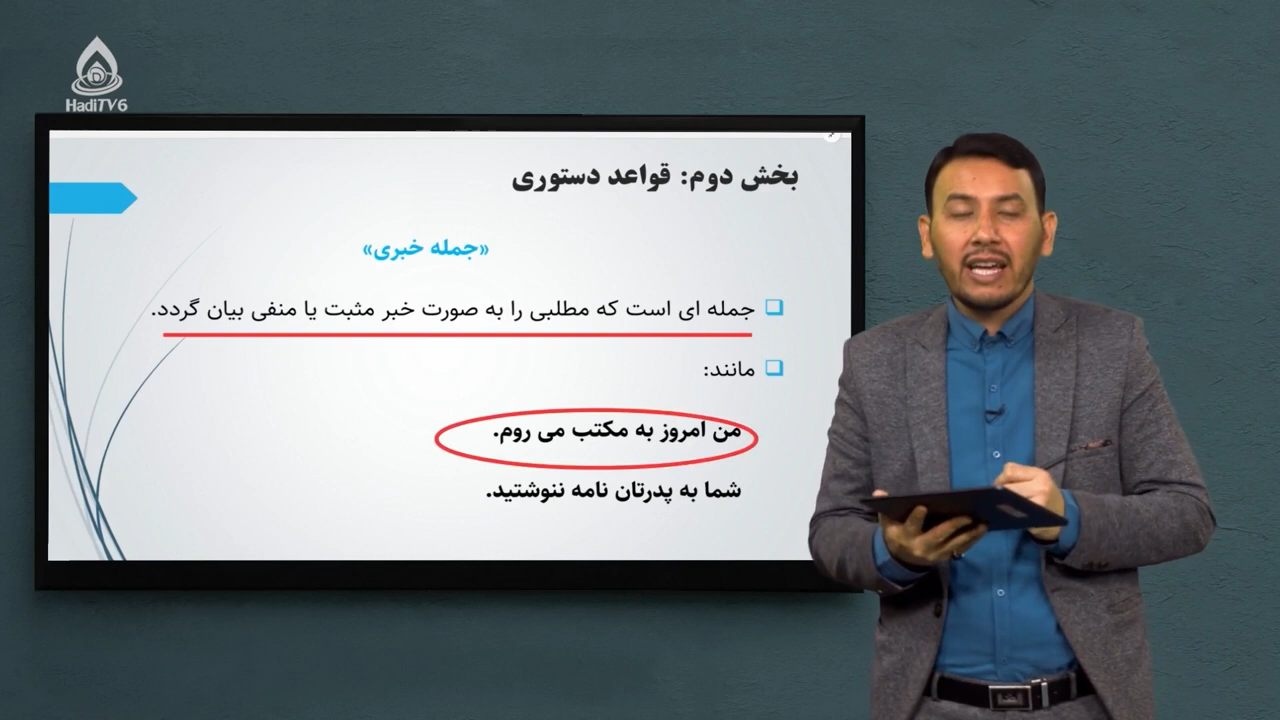 HadiTV6
بخش دوم: قواعد دستوری
«جمله خبری»
جمله ای است که مطلبی را به صورت خبر مثبت یا منفی بیان گردد.
مانند:
من امروز به مکتب می روم.
شما به پدرتان نامه ننوشتید.